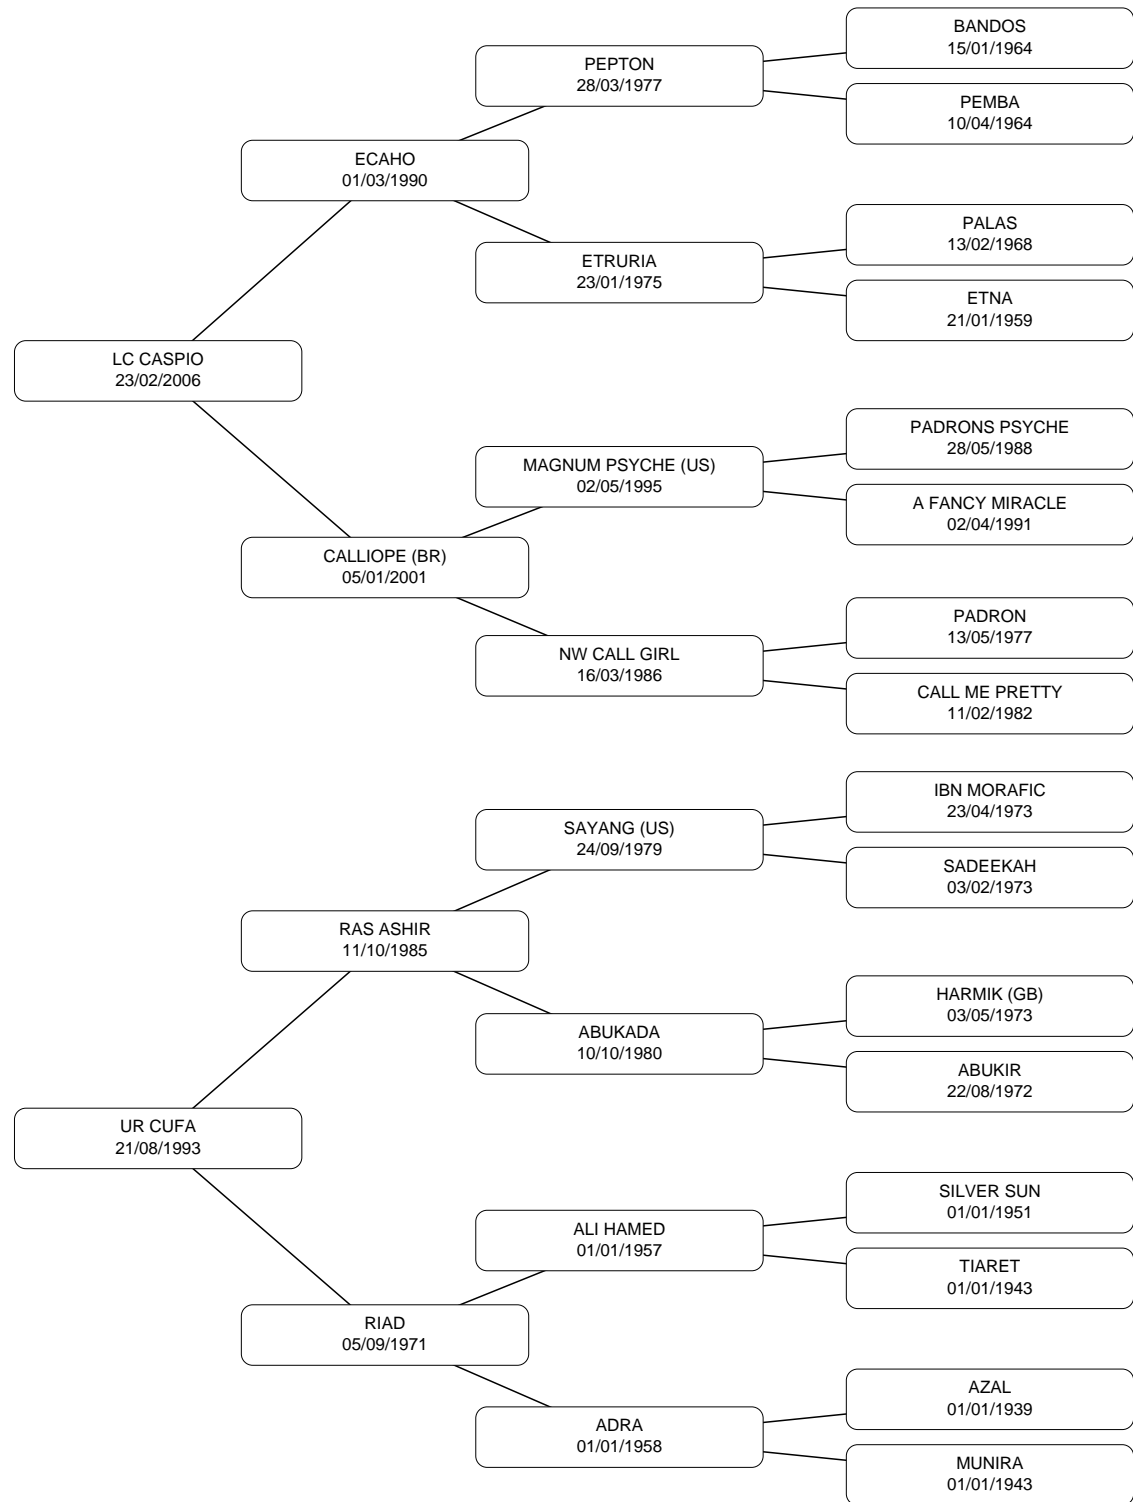 BANDOS
15/01/1964
PEPTON
28/03/1977
PEMBA
10/04/1964
ECAHO
01/03/1990
PALAS
13/02/1968
ETRURIA
23/01/1975
ETNA
21/01/1959
LC CASPIO
23/02/2006
PADRONS PSYCHE
28/05/1988
MAGNUM PSYCHE (US)
02/05/1995
A FANCY MIRACLE
02/04/1991
CALLIOPE (BR)
05/01/2001
PADRON
13/05/1977
NW CALL GIRL
16/03/1986
CALL ME PRETTY
11/02/1982
IBN MORAFIC
23/04/1973
SAYANG (US)
24/09/1979
SADEEKAH
03/02/1973
RAS ASHIR
11/10/1985
HARMIK (GB)
03/05/1973
ABUKADA
10/10/1980
ABUKIR
22/08/1972
UR CUFA
21/08/1993
SILVER SUN
01/01/1951
ALI HAMED
01/01/1957
TIARET
01/01/1943
RIAD
05/09/1971
AZAL
01/01/1939
ADRA
01/01/1958
MUNIRA
01/01/1943